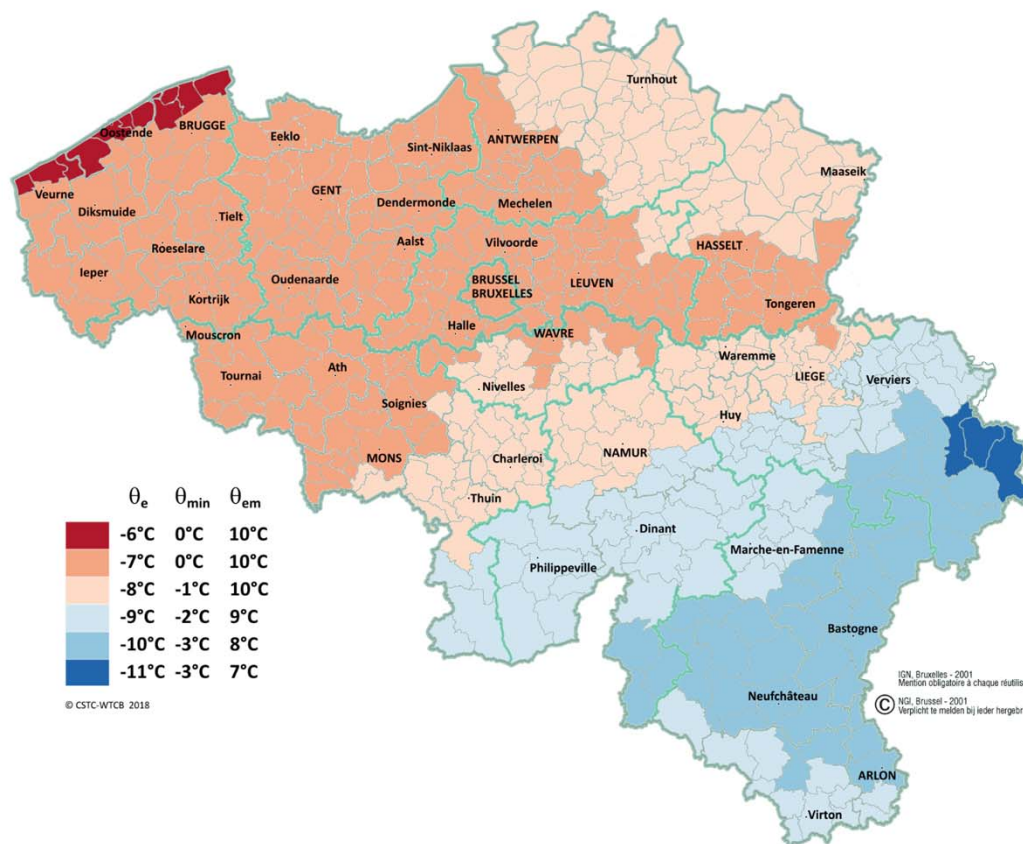 Turnhout
Oostende
BRUGGE
Eeklo
Sint-Niklaas
ANTWERPEN
Maaseik
Veurne
Diksmuide
Tielt
GENT
Dendermonde
Mechelen
Roeselare
Aalst
Vilvoorde
HASSELT
Ieper
Oudenaarde
BRUSSEL
BRUXELLES
LEUVEN
Kortrijk
Tongeren
Mouscron
Halle
WAVRE
Waremme
Tournai
Ath
Nivelles
LIEGE
Verviers
Soignies
Huy
MONS
Charleroi
NAMUR
Thuin
Dinant
Philippeville
Marche-en-Famenne
Bastogne
Neufchâteau
ARLON
Virton
θe θmin θem
-6°C 0°C 10°C
-7°C 0°C 10°C
-8°C -1°C 10°C
-9°C -2°C 9°C
-10°C -3°C 8°C
-11°C -3°C 7°C
© CSTC-WTCB 2018
IGN, Bruxelles - 2001
Mention obligatoire à chaque réutilis
© NGI, Brussel - 2001
Verplicht te melden bij ieder hergebr